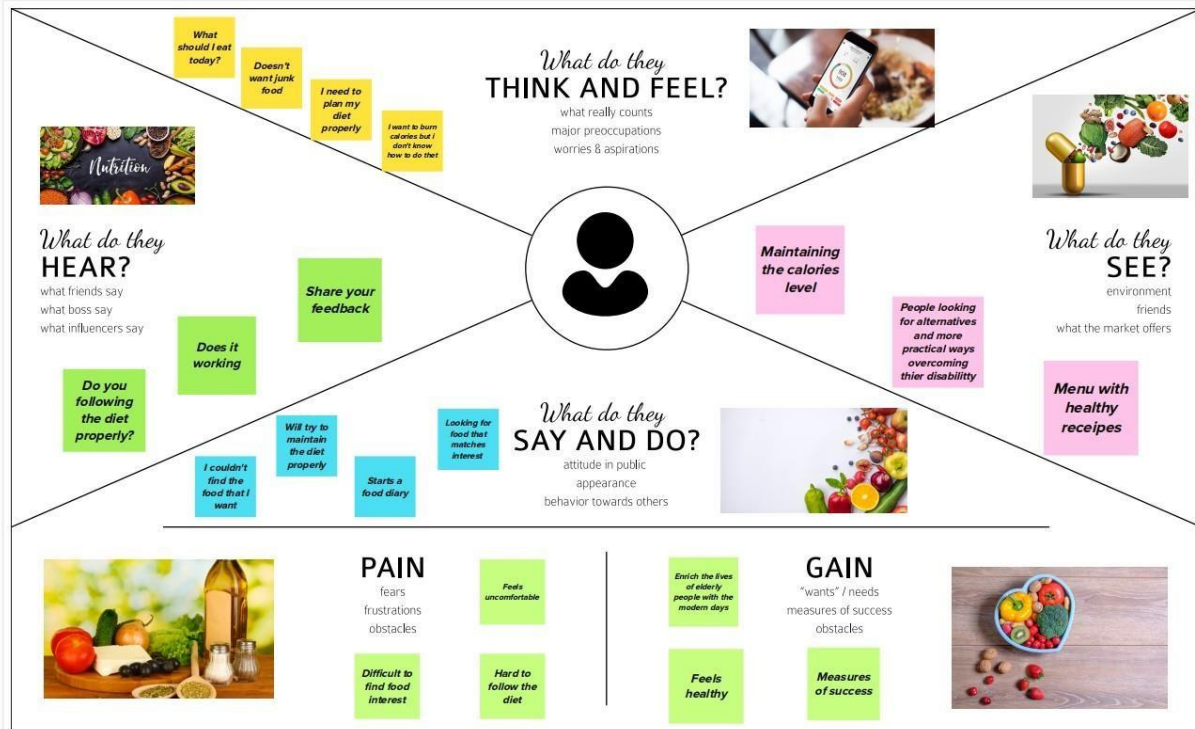 What
should I eat
today?
Doesn't
want junk
food
I need to
plan my
diet
properly
I want to burn
calories but i
don't know
how to do thet
What do they
THINK AND FEEL?
what really counts
major preoccupations
worries & aspirations
Nutrition
What do they
HEAR?
what friends say
what boss say
what influencers say
Share your
feedback
Does it
working
Do you
following
the diet
properly?
Maintaining
the calories
level
People looking
for alternatives
and more
practical ways
overcoming
thier disabilitty
Menu with
healthy
receipes
What do they
SEE?
environment
friends
what the market offers
I couldn't
find the
food that I
want
Will try to
maintain
the diet
properly
Starts a
food diary
Looking for
food that
matches
interest
What do they
SAY AND DO?
attitude in public
appearance
behavior towards others
PAIN
fears
frustrations
obstacles
Feels
uncomfortable
Difficult to
find food
interest
Hard to
follow the
diet
Enrich the lives
of elderly
people with the
modern days
GAIN
"wants" / needs
measures of success
obstacles
Feels
healthy
Measures
of success